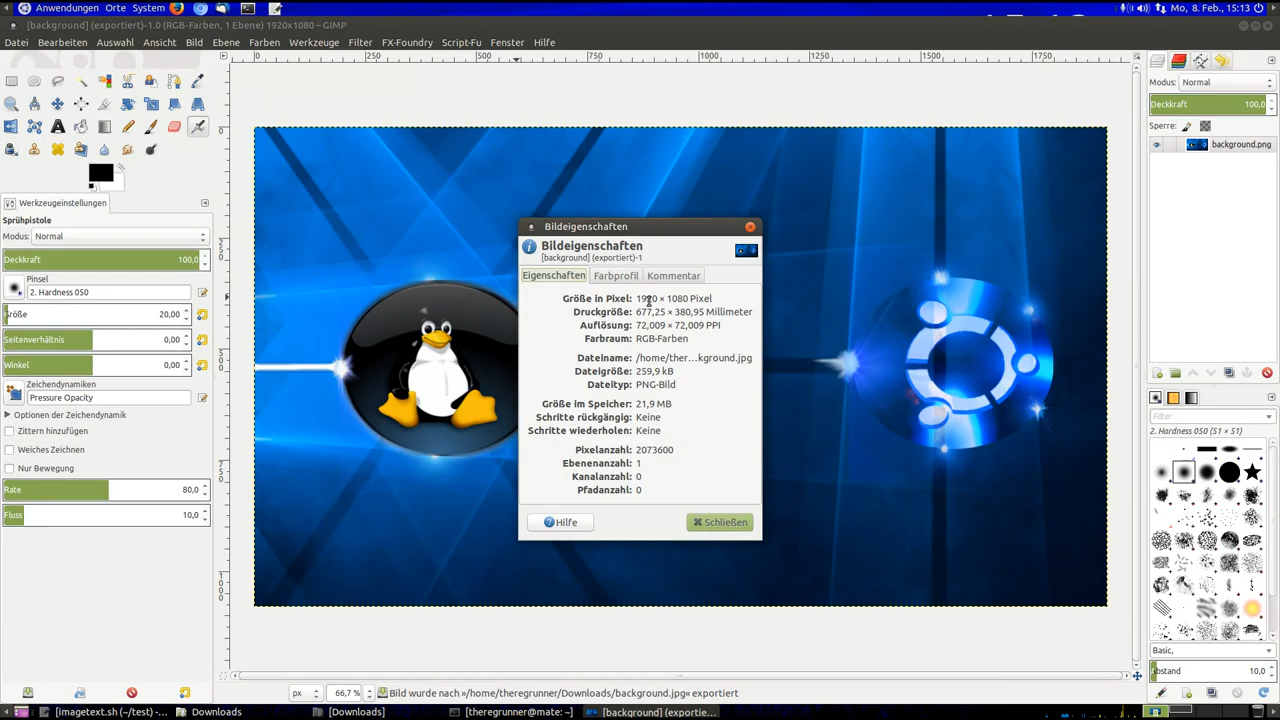 Anwendungen Orte System
Mo, 8. Feb., 15:13
[background] (exportiert)-1.0 (RGB-Farben, 1 Ebene) 1920x1080 – GIMP
Datei Bearbeiten Auswahl Ansicht Bild Ebene Farben Werkzeuge Filter FX-Foundry Script-Fu Fenster Hilfe
0 250 500 750 1000 1250 1500 1750
Werkzeugeinstellungen
Sprühpistole
Modus: Normal
Deckkraft 100,0
Pinsel
2. Hardness 050
Größe 20,00
Seitenverhältnis 0,00
Winkel 0,00
Zeichendynamiken
Pressure Opacity
Optionen der Zeichendynamik
Zittern hinzufügen
Weiches Zeichnen
Nur Bewegung
Rate 80,0
Fluss 10,0
Bildeigenschaften
Bildeigenschaften
[background] (exportiert)-1
Eigenschaften Farbprofil Kommentar
Größe in Pixel: 1920 × 1080 Pixel
Druckgröße: 677,25 × 380,95 Millimeter
Auflösung: 72,009 × 72,009 PPI
Farbraum: RGB-Farben
Dateiname: /home/ther…kground.jpg
Dateigröße: 259,9 kB
Dateityp: PNG-Bild
Größe im Speicher: 21,9 MB
Schritte rückgängig: Keine
Schritte wiederholen: Keine
Pixelanzahl: 2073600
Ebenenanzahl: 1
Kanalanzahl: 0
Pfadanzahl: 0
Hilfe Schließen
Modus: Normal
Deckkraft 100,0
Sperre:
background.png
Filter
2. Hardness 050 (51 × 51)
Basic,
Abstand 10,0
px 66,7 % Bild wurde nach »/home/theregrunner/Downloads/background.jpg« exportiert
[imagetext.sh (~/test) -... Downloads [Downloads] [theregrunner@mate: ~] [background] (exportie...